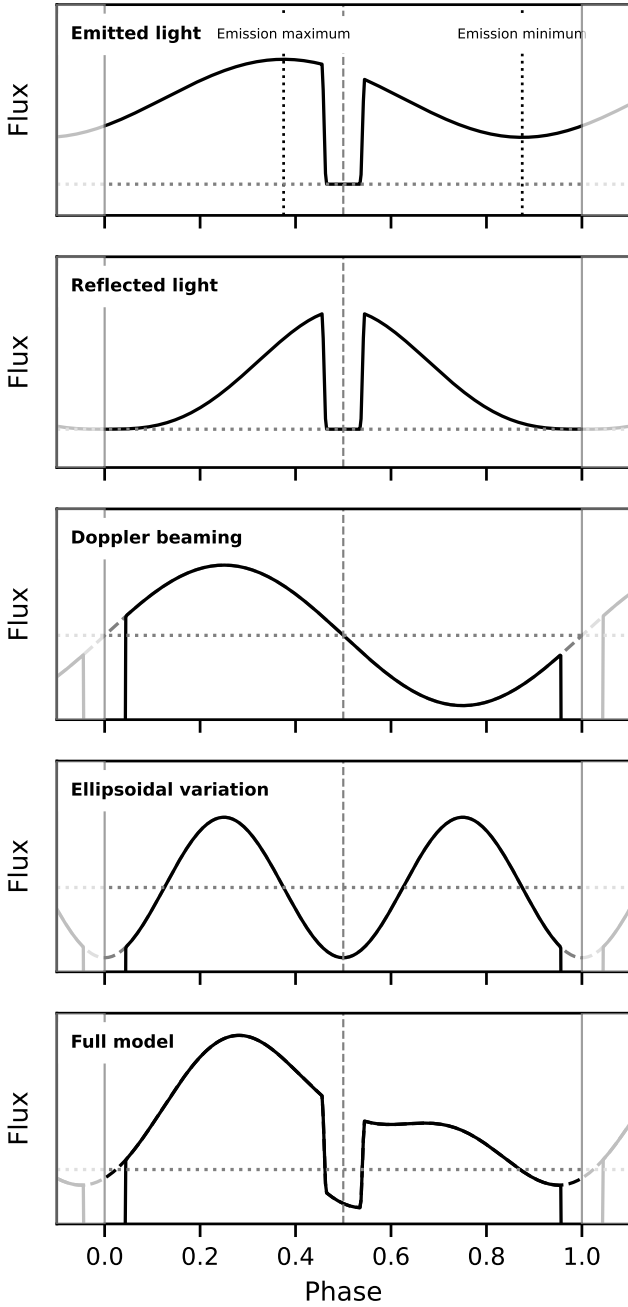 Emitted light
Emission maximum
Emission minimum
Flux
Reflected light
Flux
Doppler beaming
Flux
Ellipsoidal variation
Flux
Full model
Flux
0.0 0.2 0.4 0.6 0.8 1.0
Phase